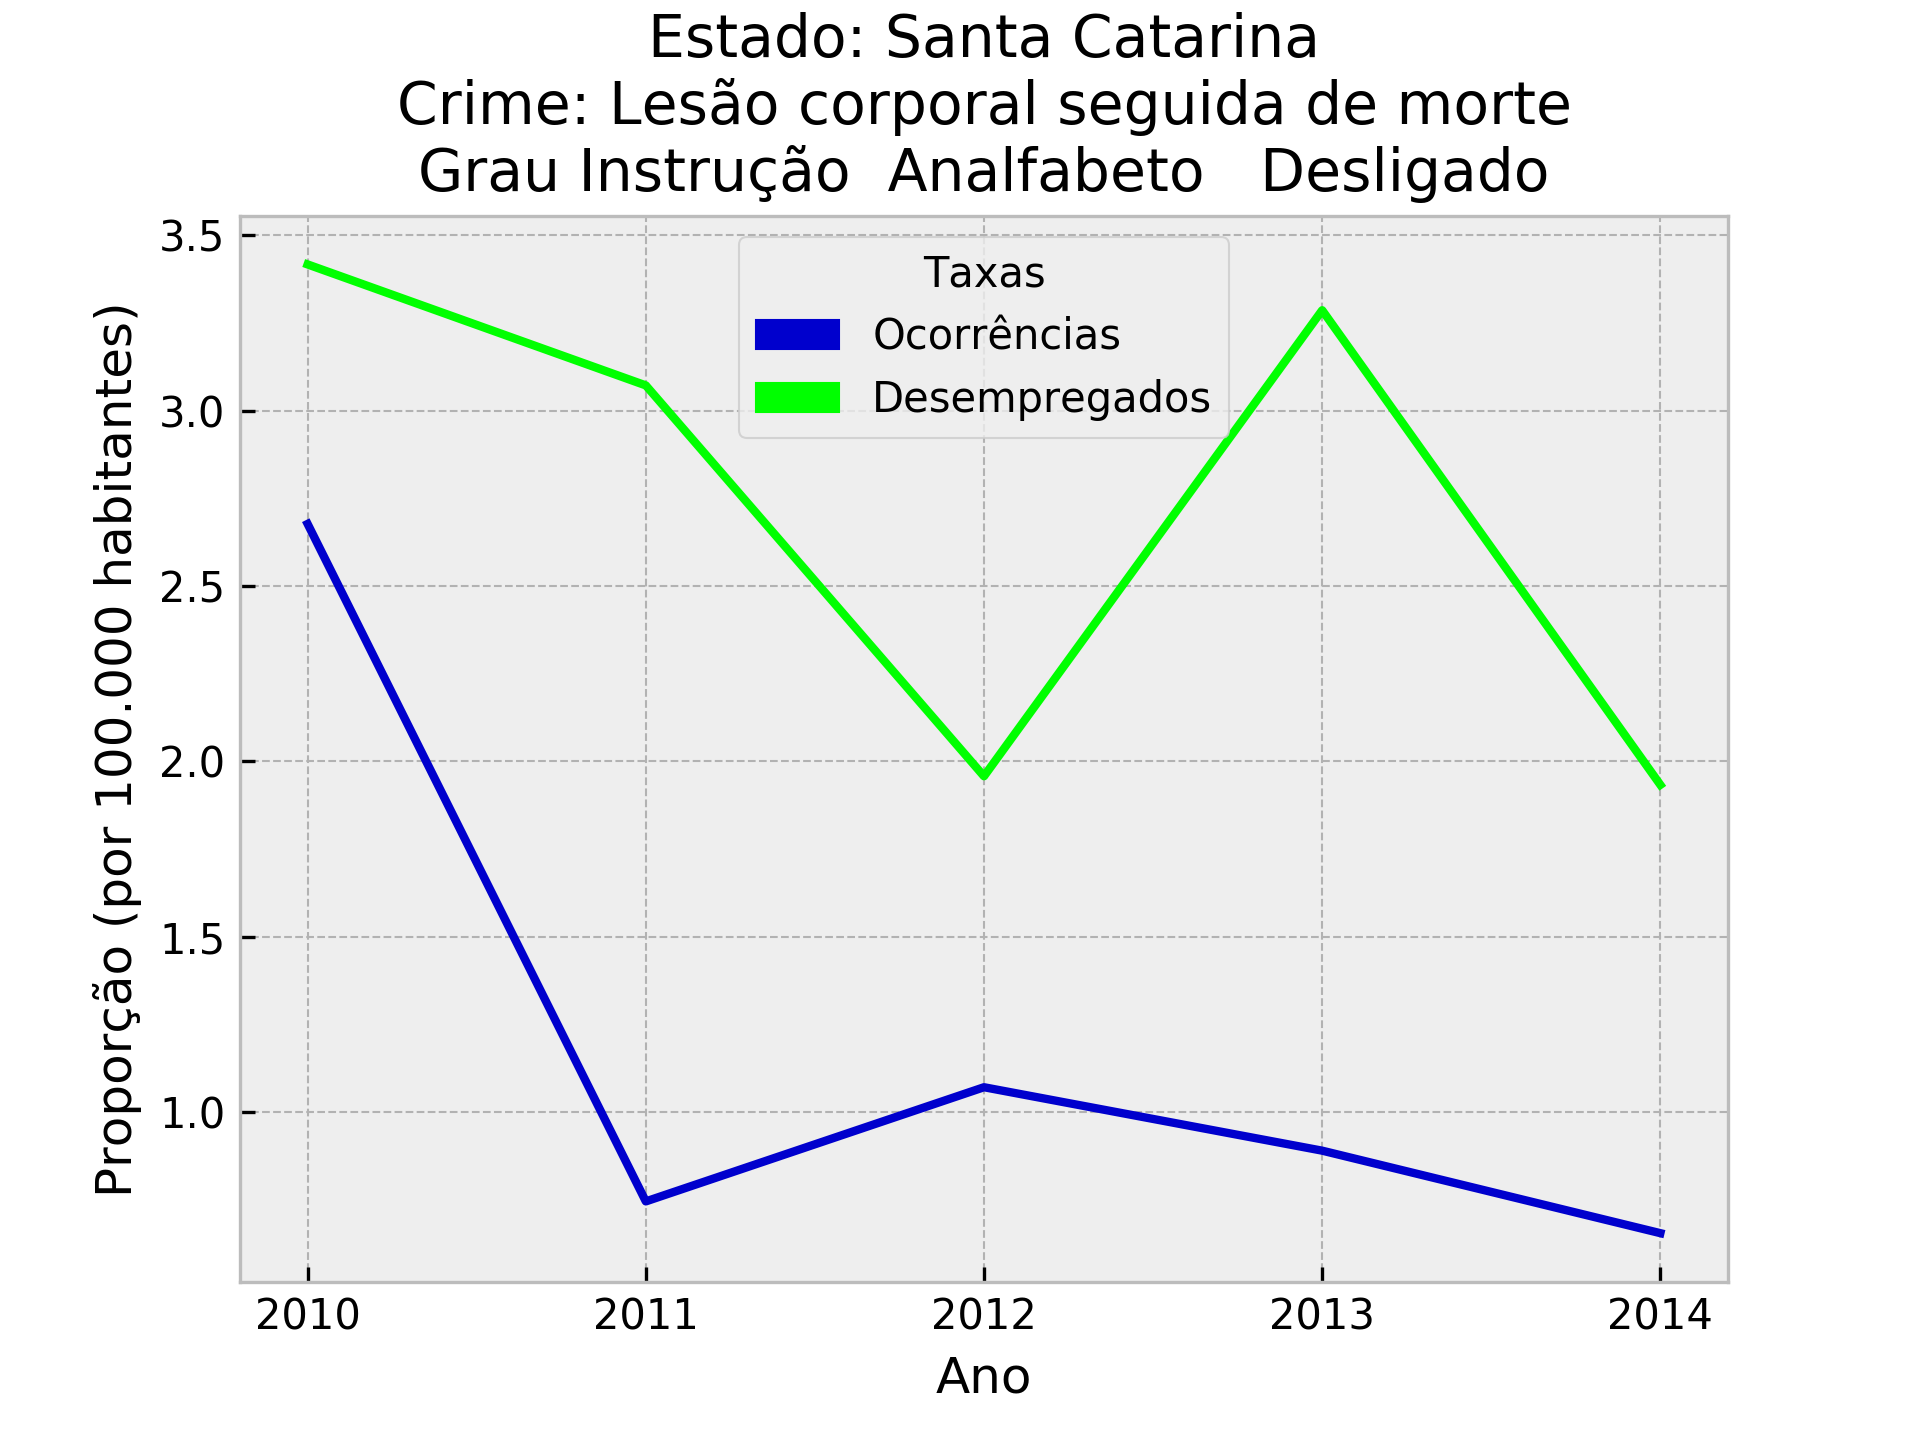 Estado: Santa Catarina
Crime: Lesão corporal seguida de morte
Grau Instrução  Analfabeto   Desligado
Proporção (por 100.000 habitantes)
3.5
3.0
2.5
2.0
1.5
1.0
Taxas
Ocorrências
Desempregados
2010 2011 2012 2013 2014
Ano